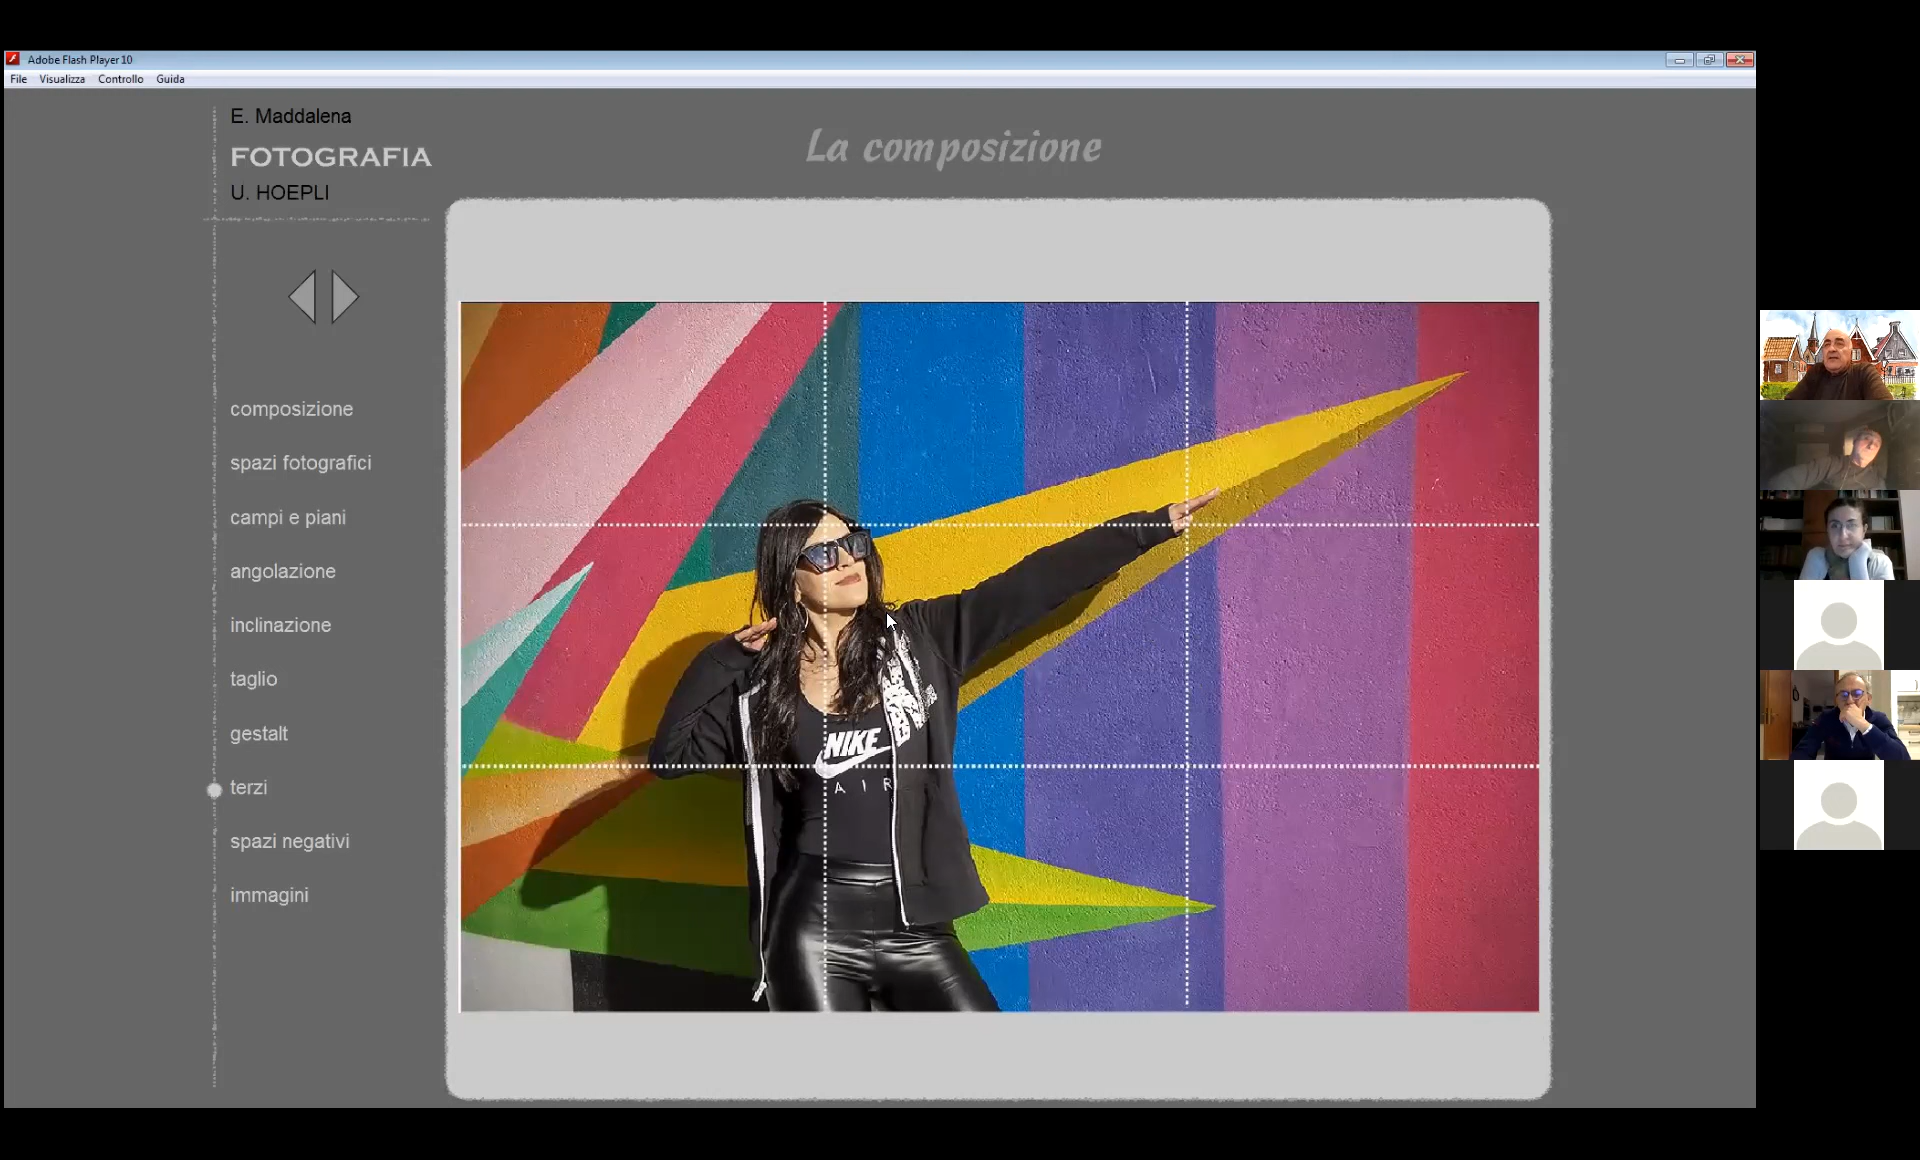 Adobe Flash Player 10
File Visualizza Controllo Guida
E. Maddalena
FOTOGRAFIA
U. HOEPLI
La composizione
composizione
spazi fotografici
campi e piani
angolazione
inclinazione
taglio
gestalt
terzi
spazi negativi
immagini
NIKE
AIR